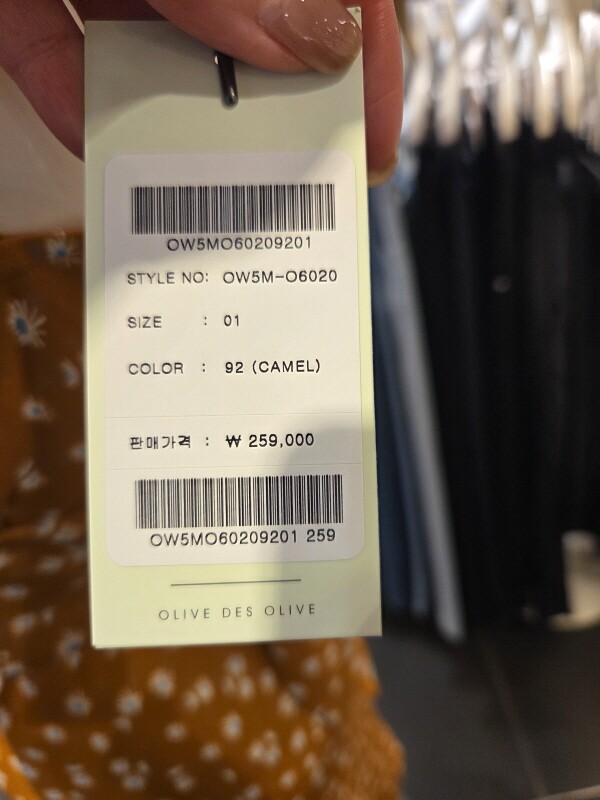 OW5MO60209201
STYLE NO: OW5M-O6020
SIZE : 01
COLOR : 92 (CAMEL)
판매가격 : ₩ 259,000
OW5MO60209201 259
OLIVE DES OLIVE